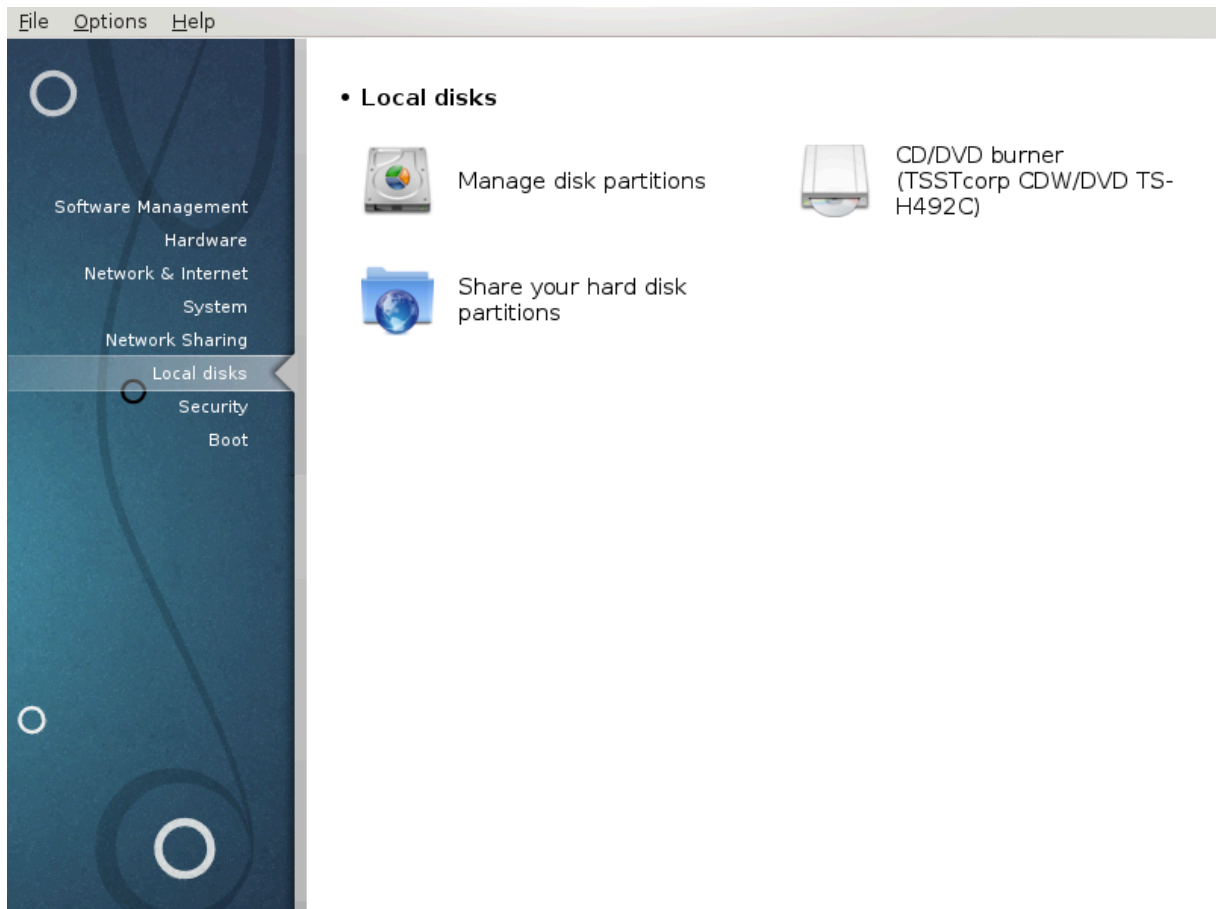 File Options Help
Software Management
Hardware
Network & Internet
System
Network Sharing
Local disks
Security
Boot
• Local disks
Manage disk partitions
CD/DVD burner
(TSSTcorp CDW/DVD TS-
H492C)
Share your hard disk
partitions